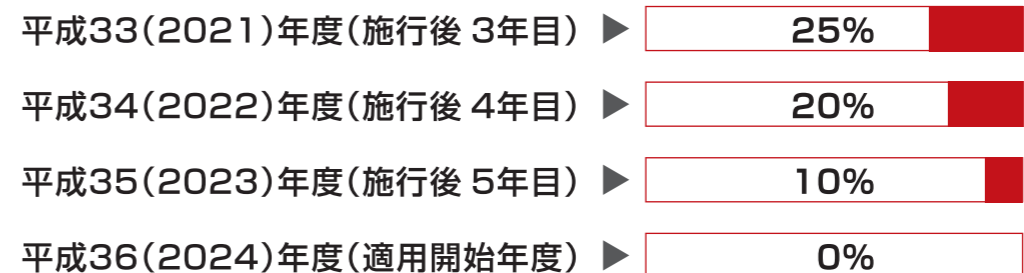 平成33(2021)年度(施行後 3年目) ▶ 25%
平成34(2022)年度(施行後 4年目) ▶ 20%
平成35(2023)年度(施行後 5年目) ▶ 10%
平成36(2024)年度(適用開始年度) ▶ 0%